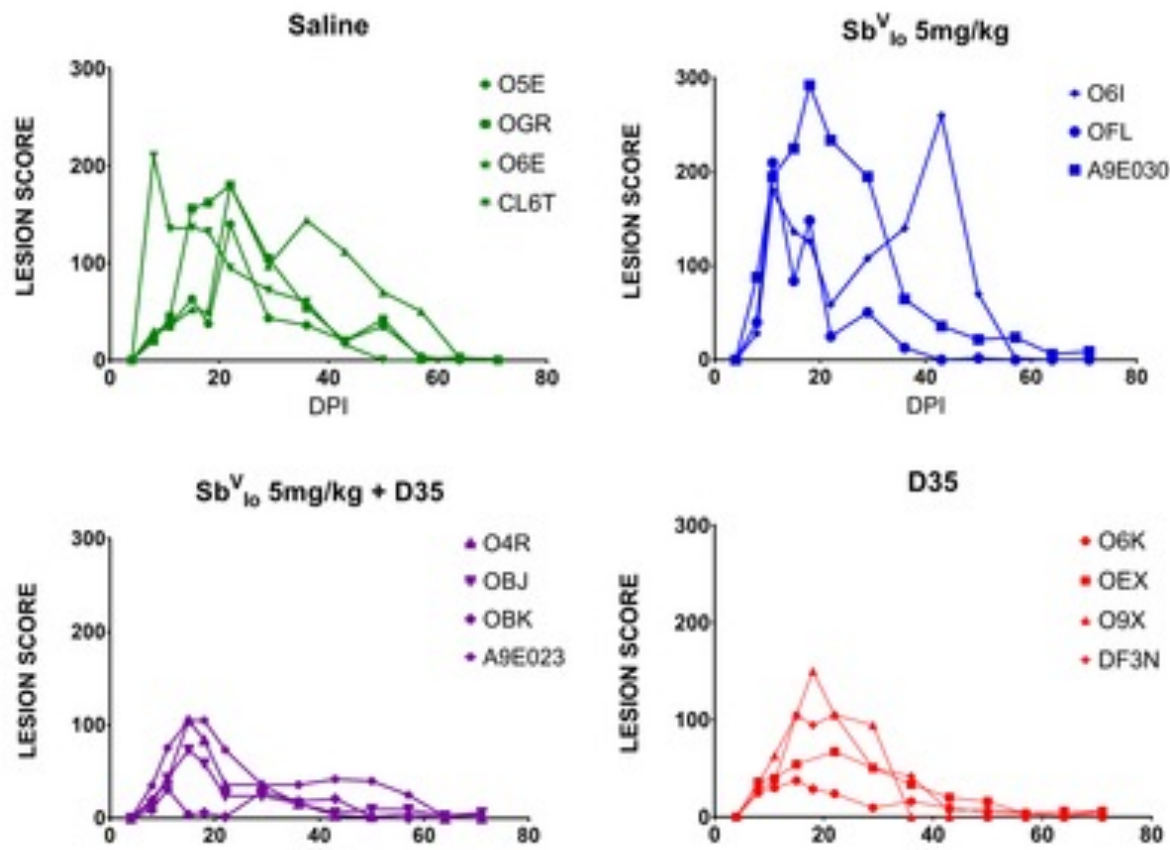 Saline
LESION SCORE
300
200
100
0
0 20 40 60 80
DPI
O5E
OGR
O6E
CL6T
Sb^V_lo 5mg/kg
LESION SCORE
300
200
100
0
0 20 40 60 80
DPI
O6I
OFL
A9E030
Sb^V_lo 5mg/kg + D35
LESION SCORE
300
200
100
0
0 20 40 60 80
O4R
OBJ
OBK
A9E023
D35
LESION SCORE
300
200
100
0
0 20 40 60 80
O6K
OEX
O9X
DF3N